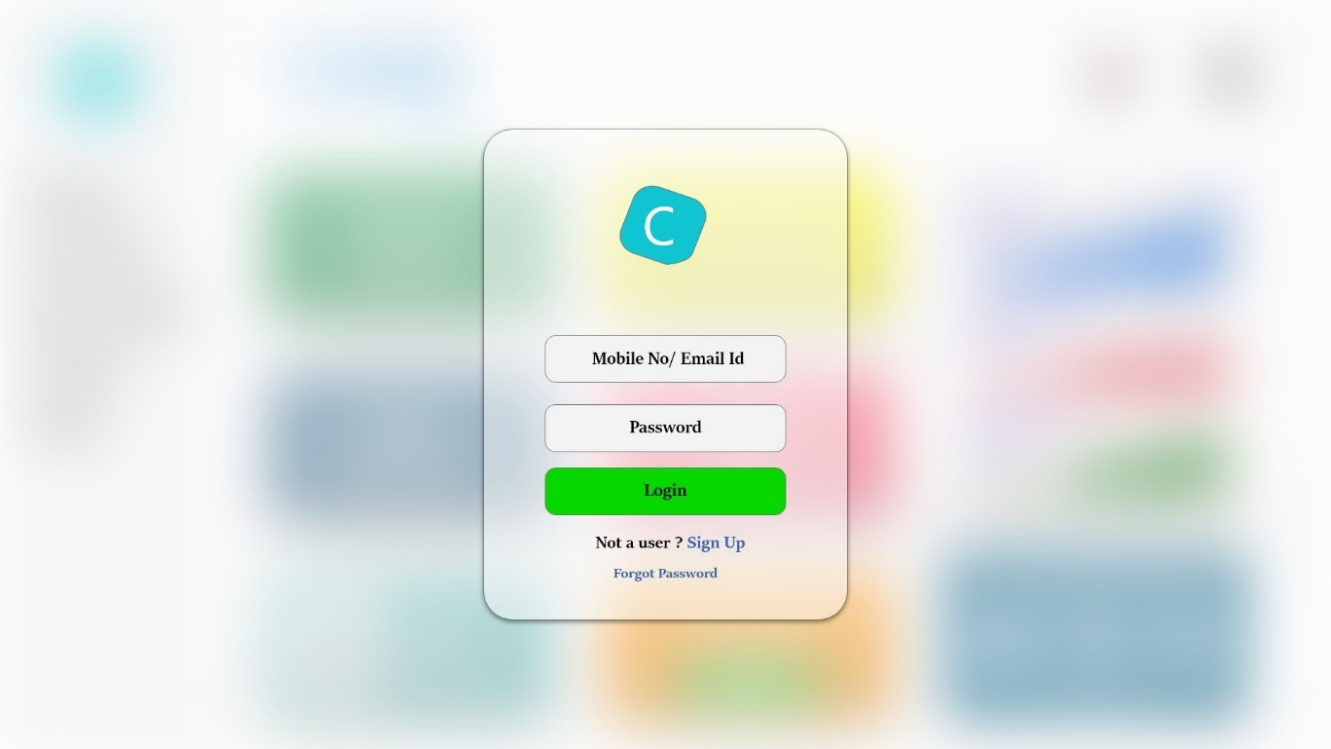 C
Mobile No/ Email Id
Password
Login
Not a user ? Sign Up
Forgot Password